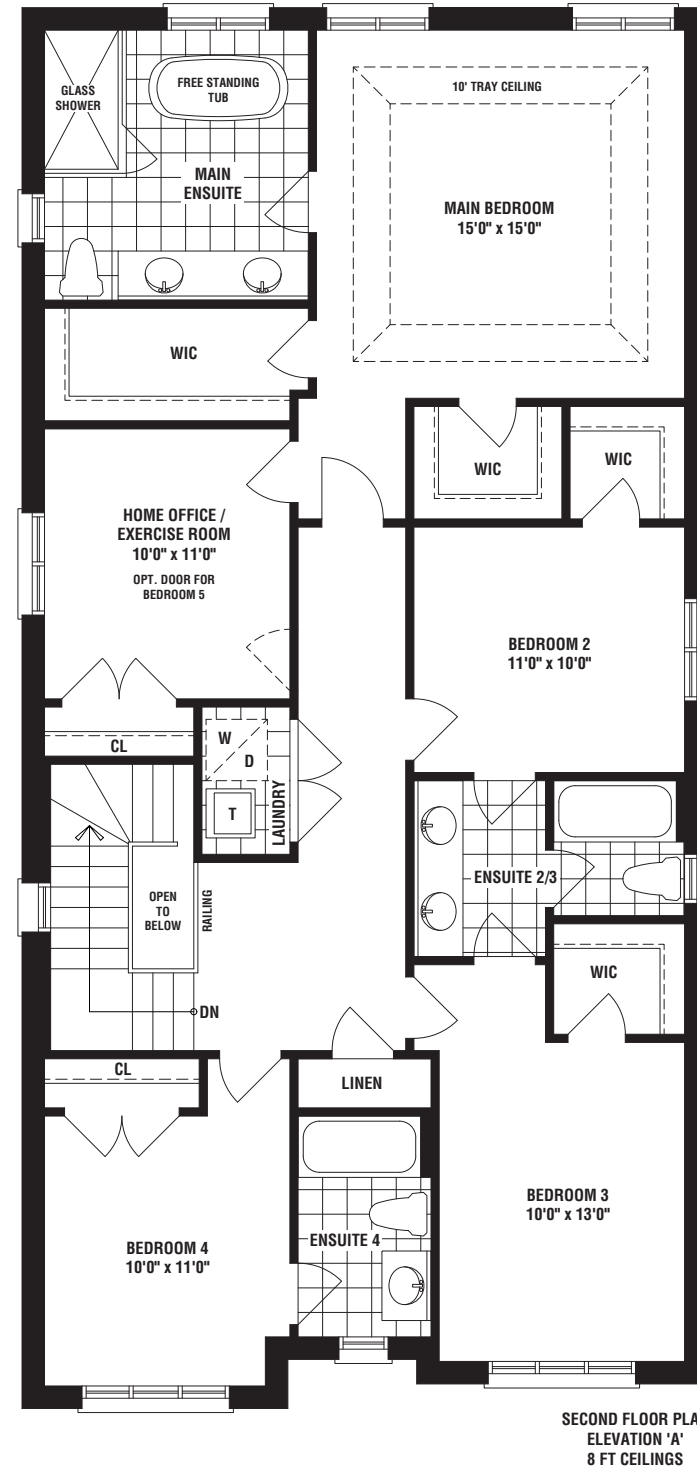 GLASS
SHOWER
FREE STANDING
TUB
10' TRAY CEILING
MAIN
ENSUITE
MAIN BEDROOM
15'0" x 15'0"
WIC
WIC
WIC
HOME OFFICE /
EXERCISE ROOM
10'0" x 11'0"
OPT. DOOR FOR
BEDROOM 5
BEDROOM 2
11'0" x 10'0"
CL
W
D
T
LAUNDRY
OPEN
TO
BELOW
RAILING
ENSUITE 2/3
WIC
DN
CL
LINEN
BEDROOM 3
10'0" x 13'0"
BEDROOM 4
10'0" x 11'0"
ENSUITE 4
SECOND FLOOR PLA
ELEVATION 'A'
8 FT CEILINGS